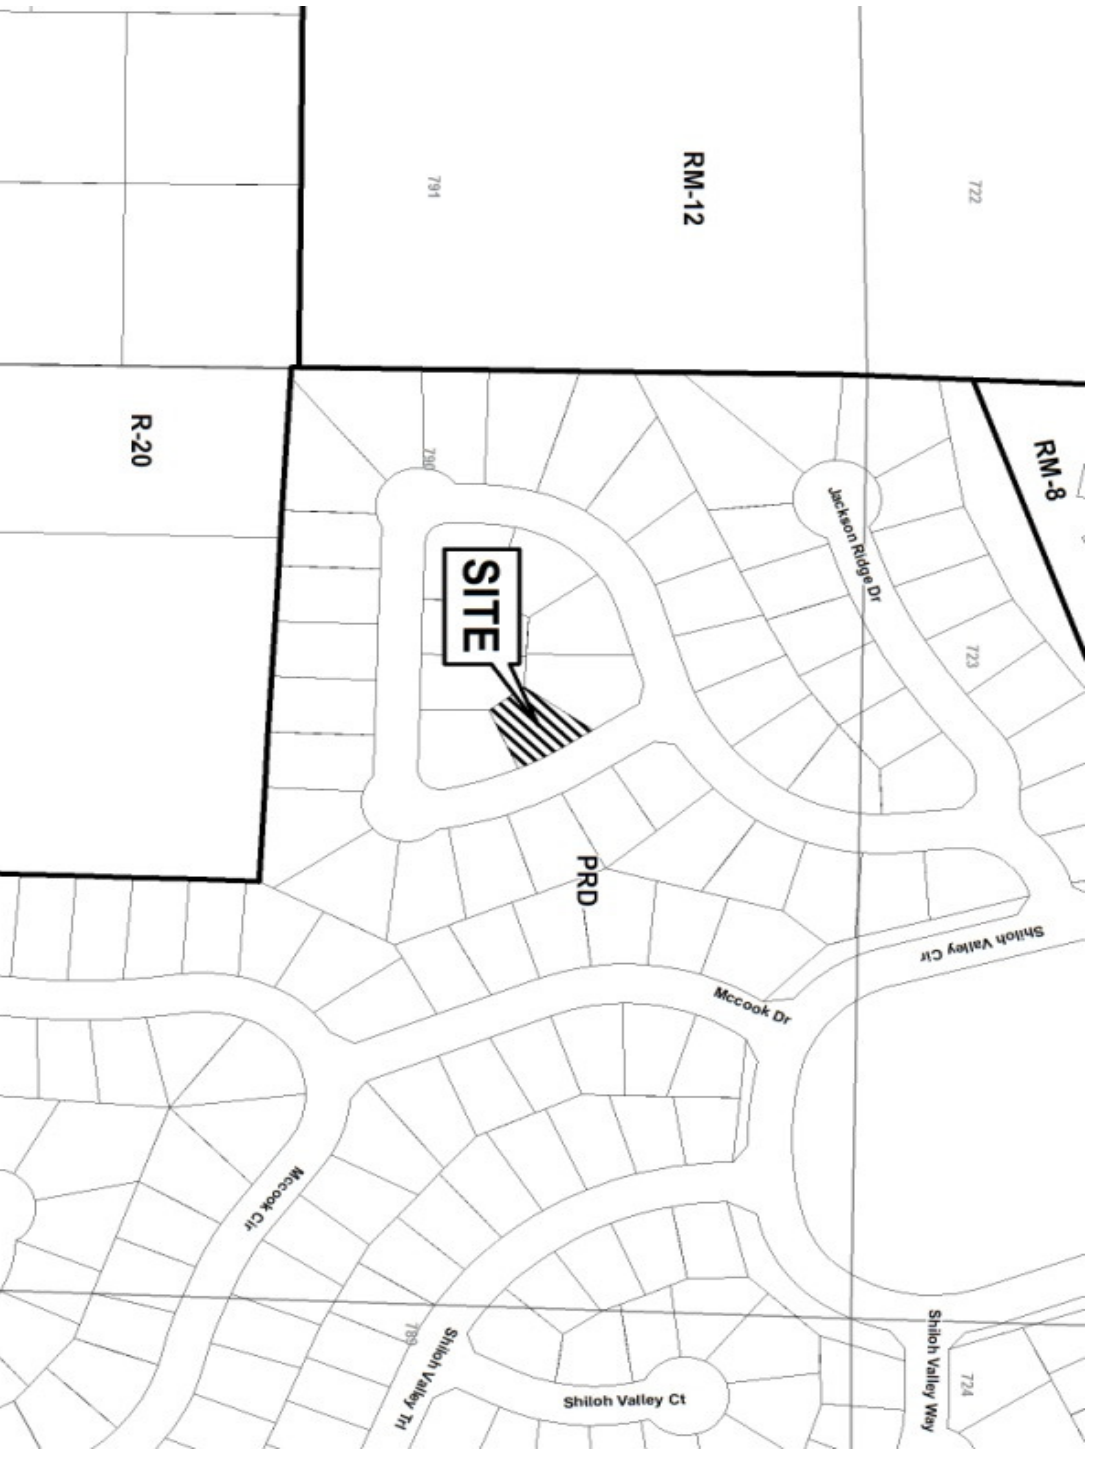 RM-12
791
722
R-20
RM-8
790
Jackson Ridge Dr
SITE
723
PRD
Shiloh Valley Cir
Mccook Dr
Mccook Cir
789
Shiloh Valley Trl
Shiloh Valley Ct
Shiloh Valley Way
724